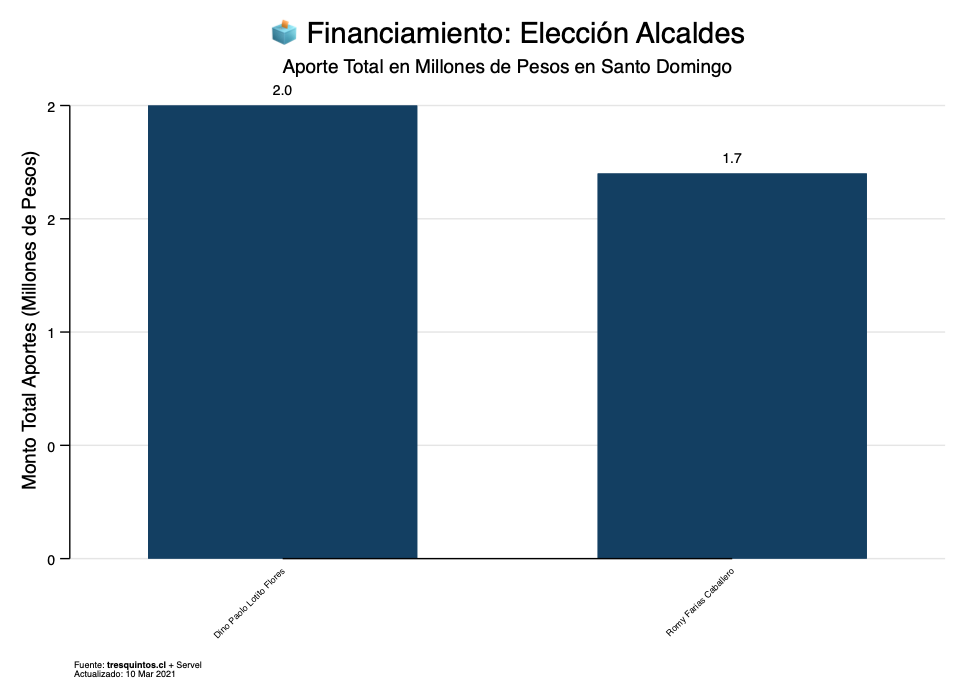 Financiamiento: Elección Alcaldes
Aporte Total en Millones de Pesos en Santo Domingo
Monto Total Aportes (Millones de Pesos)
2
2
1
0
0
2.0
1.7
Dino Paolo Lotito Flores
Romy Farias Caballero
Fuente: tresquintos.cl + Servel
Actualizado: 10 Mar 2021